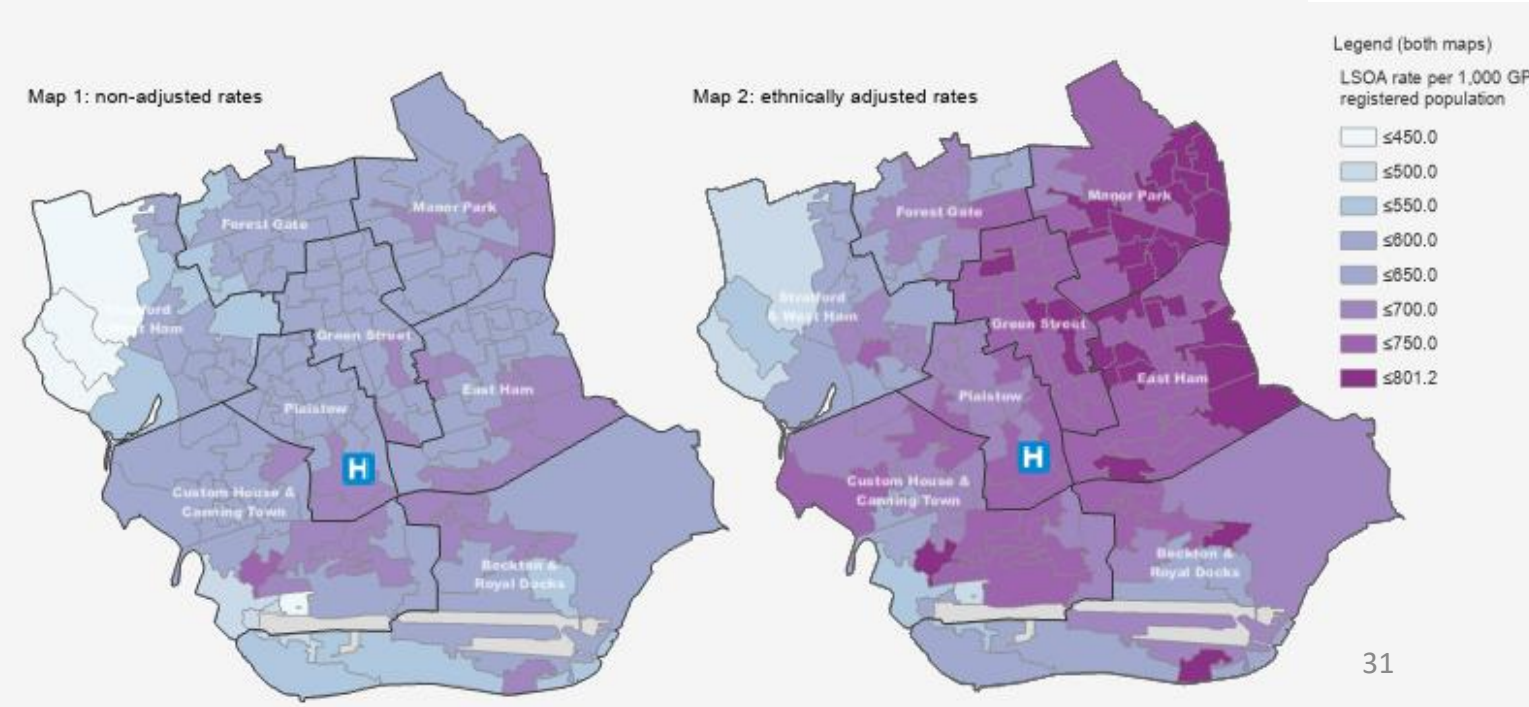 Legend (both maps)
LSOA rate per 1,000 GP
registered population
≤450.0
≤500.0
≤550.0
≤600.0
≤650.0
≤700.0
≤750.0
≤801.2
Map 1: non-adjusted rates
Manor Park
Forest Gate
West Ham
Green Street
East Ham
Plaistow
H
Custom House &
Canning Town
Beckton &
Royal Docks
Map 2: ethnically adjusted rates
Manor Park
Forest Gate
Stratford
& West Ham
Green Street
East Ham
Plaistow
H
Custom House &
Canning Town
Beckton &
Royal Docks
31